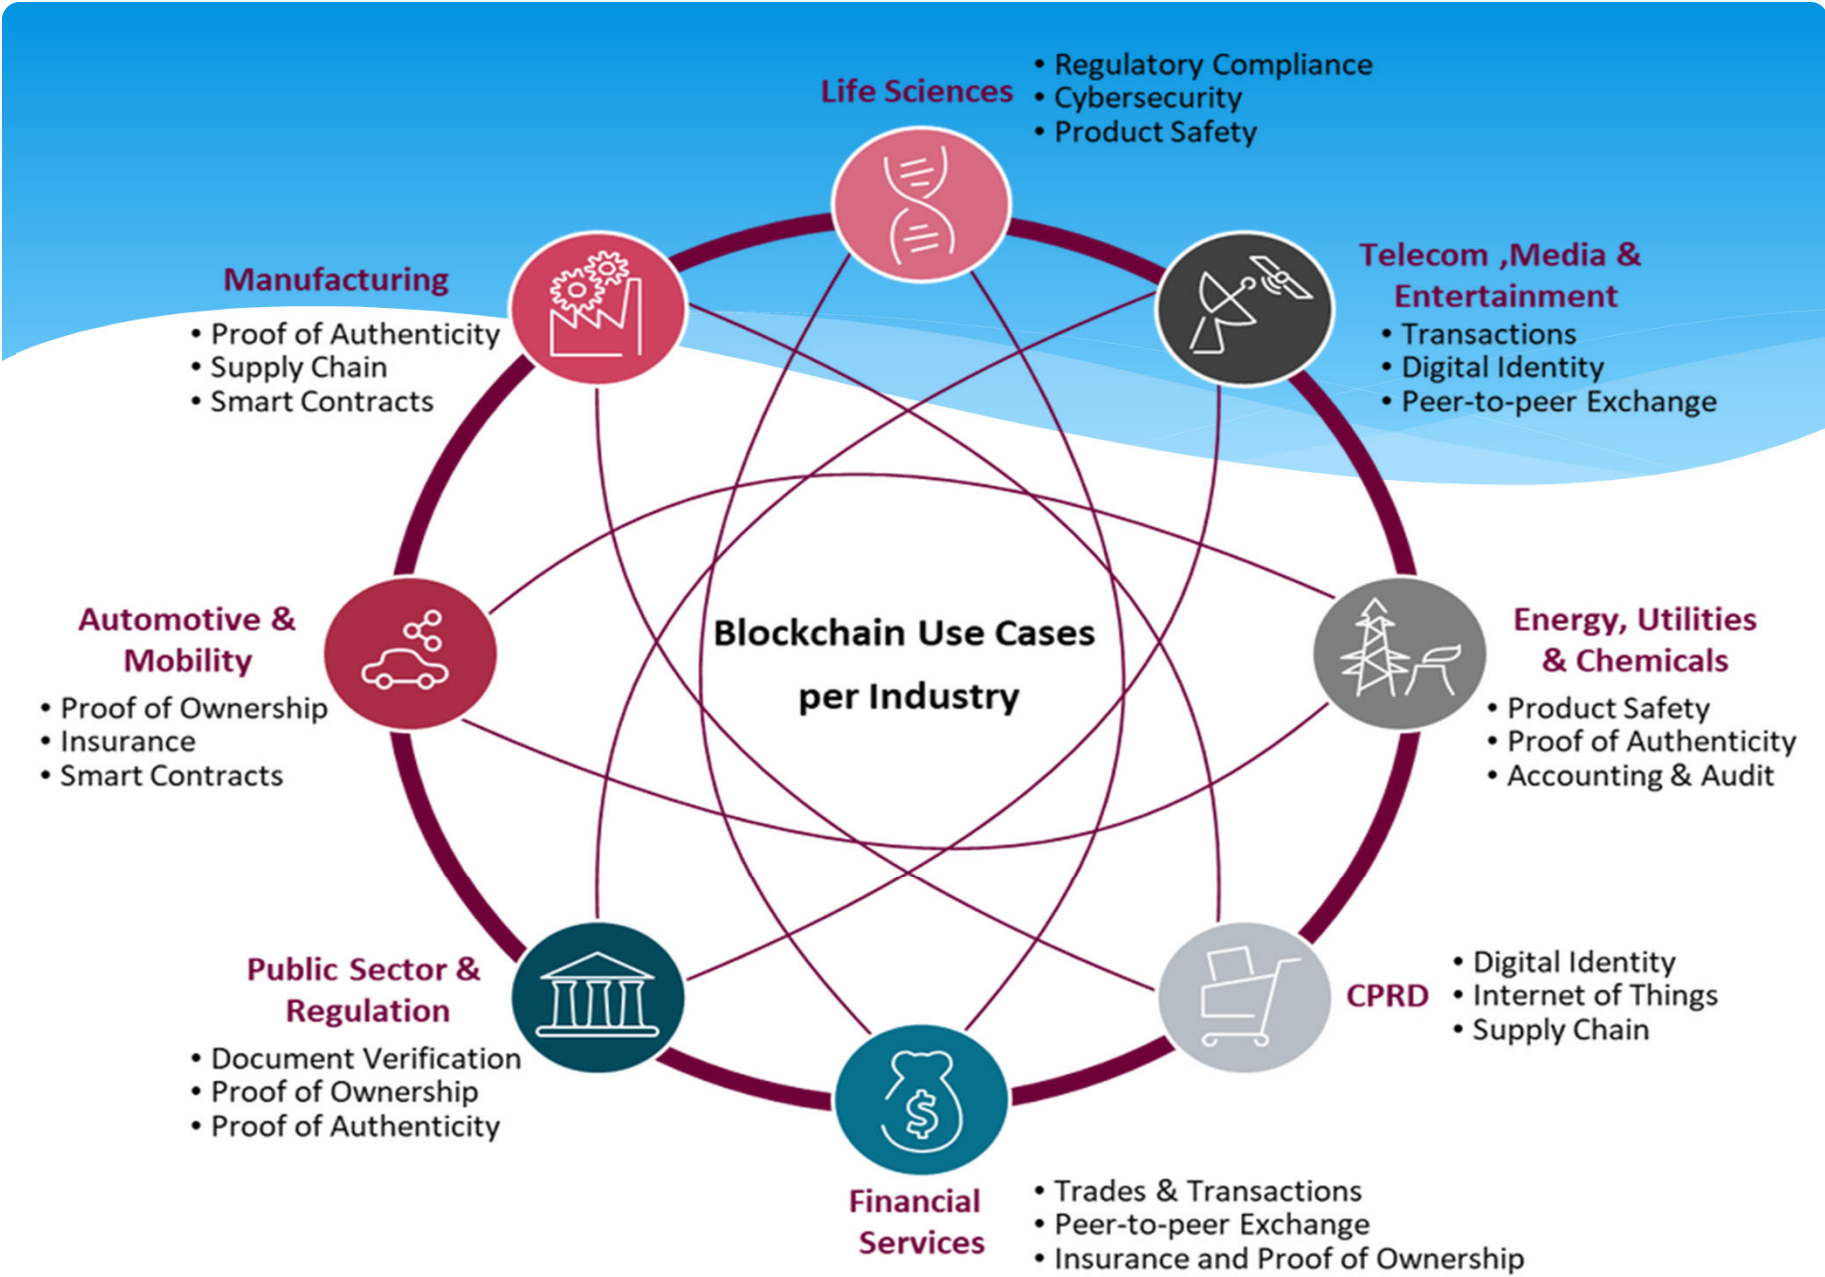 Life Sciences
• Regulatory Compliance
• Cybersecurity
• Product Safety
Telecom ,Media &
Entertainment
• Transactions
• Digital Identity
• Peer-to-peer Exchange
Manufacturing
• Proof of Authenticity
• Supply Chain
• Smart Contracts
Blockchain Use Cases
per Industry
Automotive &
Mobility
• Proof of Ownership
• Insurance
• Smart Contracts
Energy, Utilities
& Chemicals
• Product Safety
• Proof of Authenticity
• Accounting & Audit
Public Sector &
Regulation
• Document Verification
• Proof of Ownership
• Proof of Authenticity
CPRD
• Digital Identity
• Internet of Things
• Supply Chain
$
Financial
Services
• Trades & Transactions
• Peer-to-peer Exchange
• Insurance and Proof of Ownership